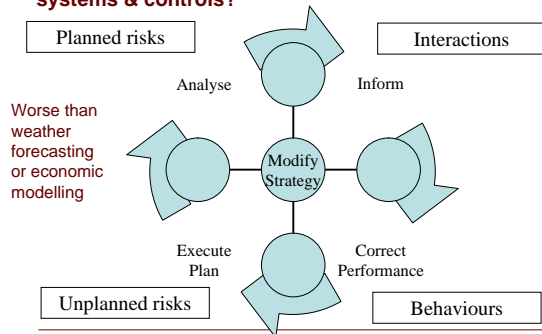 systems & controls?
Planned risks
Interactions
Analyse
Inform
Worse than
weather
forecasting
or economic
modelling
Modify
Strategy
Execute
Plan
Correct
Performance
Unplanned risks
Behaviours